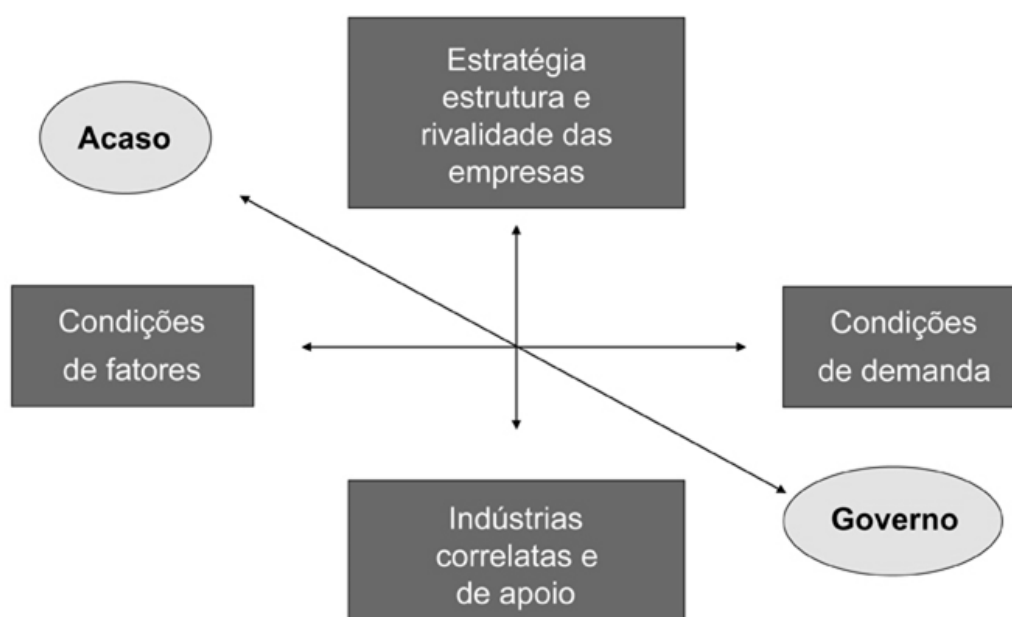 Estratégia
estrutura e
rivalidade das
empresas
Acaso
Condições
de fatores
Condições
de demanda
Indústrias
correlatas e
de apoio
Governo